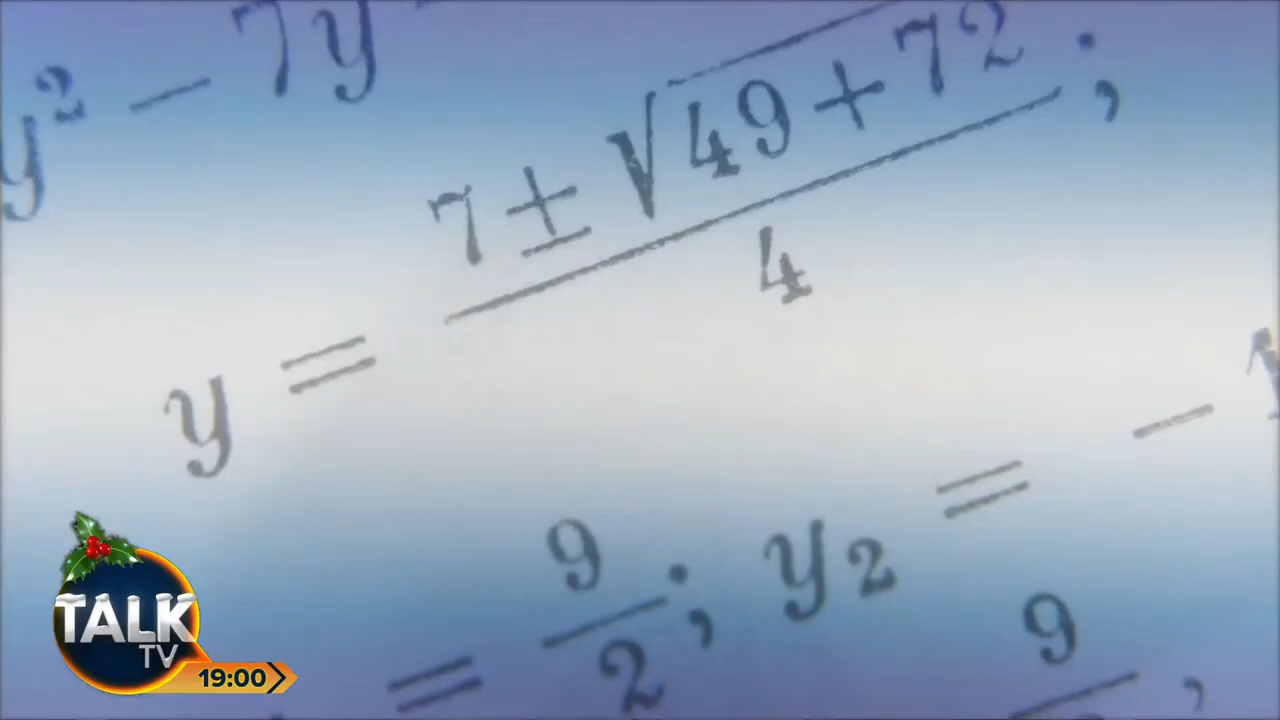 y² − 7y
y = 7 ± √49 + 72 / 4 ;
= 9/2 ; y₂ = −
9
TALK
TV
19:00